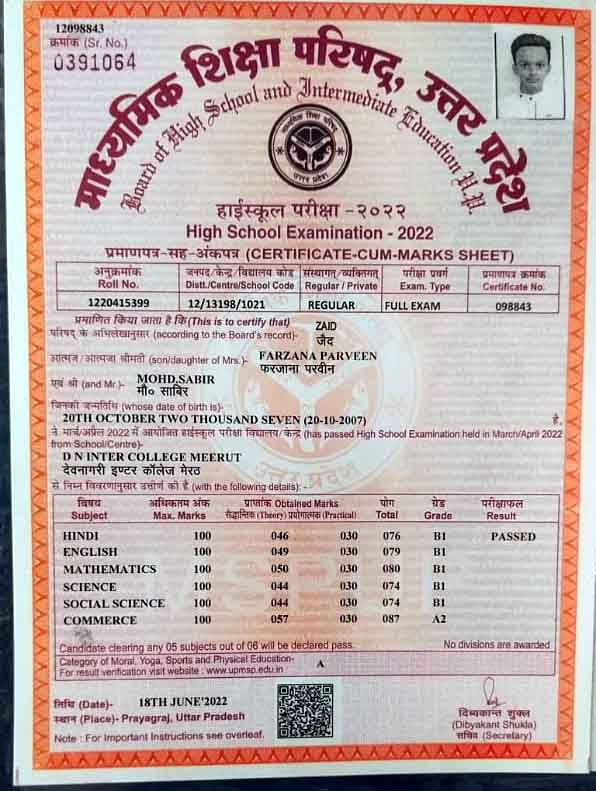 12098843
क्रमांक (Sr. No.)
0391064
माध्यमिक शिक्षा परिषद, उत्तर प्रदेश
Board of High School and Intermediate Education U.P.
माध्यमिक शिक्षा परिषद्
उत्तर प्रदेश
हाईस्कूल परीक्षा -२०२२
High School Examination - 2022
प्रमाणपत्र-सह-अंकपत्र (CERTIFICATE-CUM-MARKS SHEET)
अनुक्रमांक जनपद/केन्द्र/विद्यालय कोड संस्थागत/व्यक्तिगत परीक्षा प्रवर्ग प्रमाणपत्र क्रमांक
Roll No. Distt./Centre/School Code Regular / Private Exam. Type Certificate No.
1220415399 12/13198/1021 REGULAR FULL EXAM 098843
प्रमाणित किया जाता है कि(This is to certify that) ZAID
परिषद् के अभिलेखानुसार (according to the Board's record)- जैद
आत्मज/आत्मजा श्रीमती (son/daughter of Mrs.)- FARZANA PARVEEN
फरजाना परवीन
एवं श्री (and Mr.)- MOHD.SABIR
मौ० साबिर
जिनकी जन्मतिथि (whose date of birth is)-
20TH OCTOBER TWO THOUSAND SEVEN (20-10-2007) है,
ने मार्च/अप्रैल 2022 में आयोजित हाईस्कूल परीक्षा विद्यालय/केन्द्र (has passed High School Examination held in March/April 2022
from School/Centre)-
D N INTER COLLEGE MEERUT
देवनागरी इण्टर कॉलेज मेरठ
से निम्न विवरणानुसार उत्तीर्ण की है (with the following details): -
विषय अधिकतम अंक प्राप्तांक Obtained Marks योग ग्रेड परीक्षाफल
Subject Max. Marks सैद्धान्तिक (Theory) प्रयोगात्मक (Practical) Total Grade Result
HINDI 100 046 030 076 B1 PASSED
ENGLISH 100 049 030 079 B1
MATHEMATICS 100 050 030 080 B1
SCIENCE 100 044 030 074 B1
SOCIAL SCIENCE 100 044 030 074 B1
COMMERCE 100 057 030 087 A2
Candidate clearing any 05 subjects out of 06 will be declared pass. No divisions are awarded
Category of Moral, Yoga, Sports and Physical Education- A
For result verification visit website : www.upmsp.edu.in
तिथि (Date)- 18TH JUNE'2022
स्थान (Place)- Prayagraj, Uttar Pradesh
दिब्यकान्त शुक्ल
(Dibyakant Shukla)
सचिव (Secretary)
Note : For Important Instructions see overleaf.